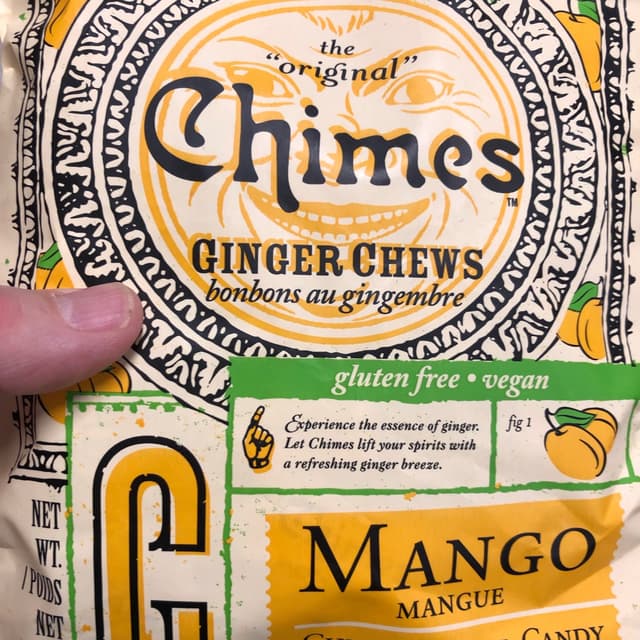 the
"original"
Chimes
TM
GINGER CHEWS
bonbons au gingembre
gluten free • vegan
Experience the essence of ginger.
Let Chimes lift your spirits with
a refreshing ginger breeze.
fig 1
G
NET
WT.
/ POIDS
NET
MANGO
MANGUE
CANDY